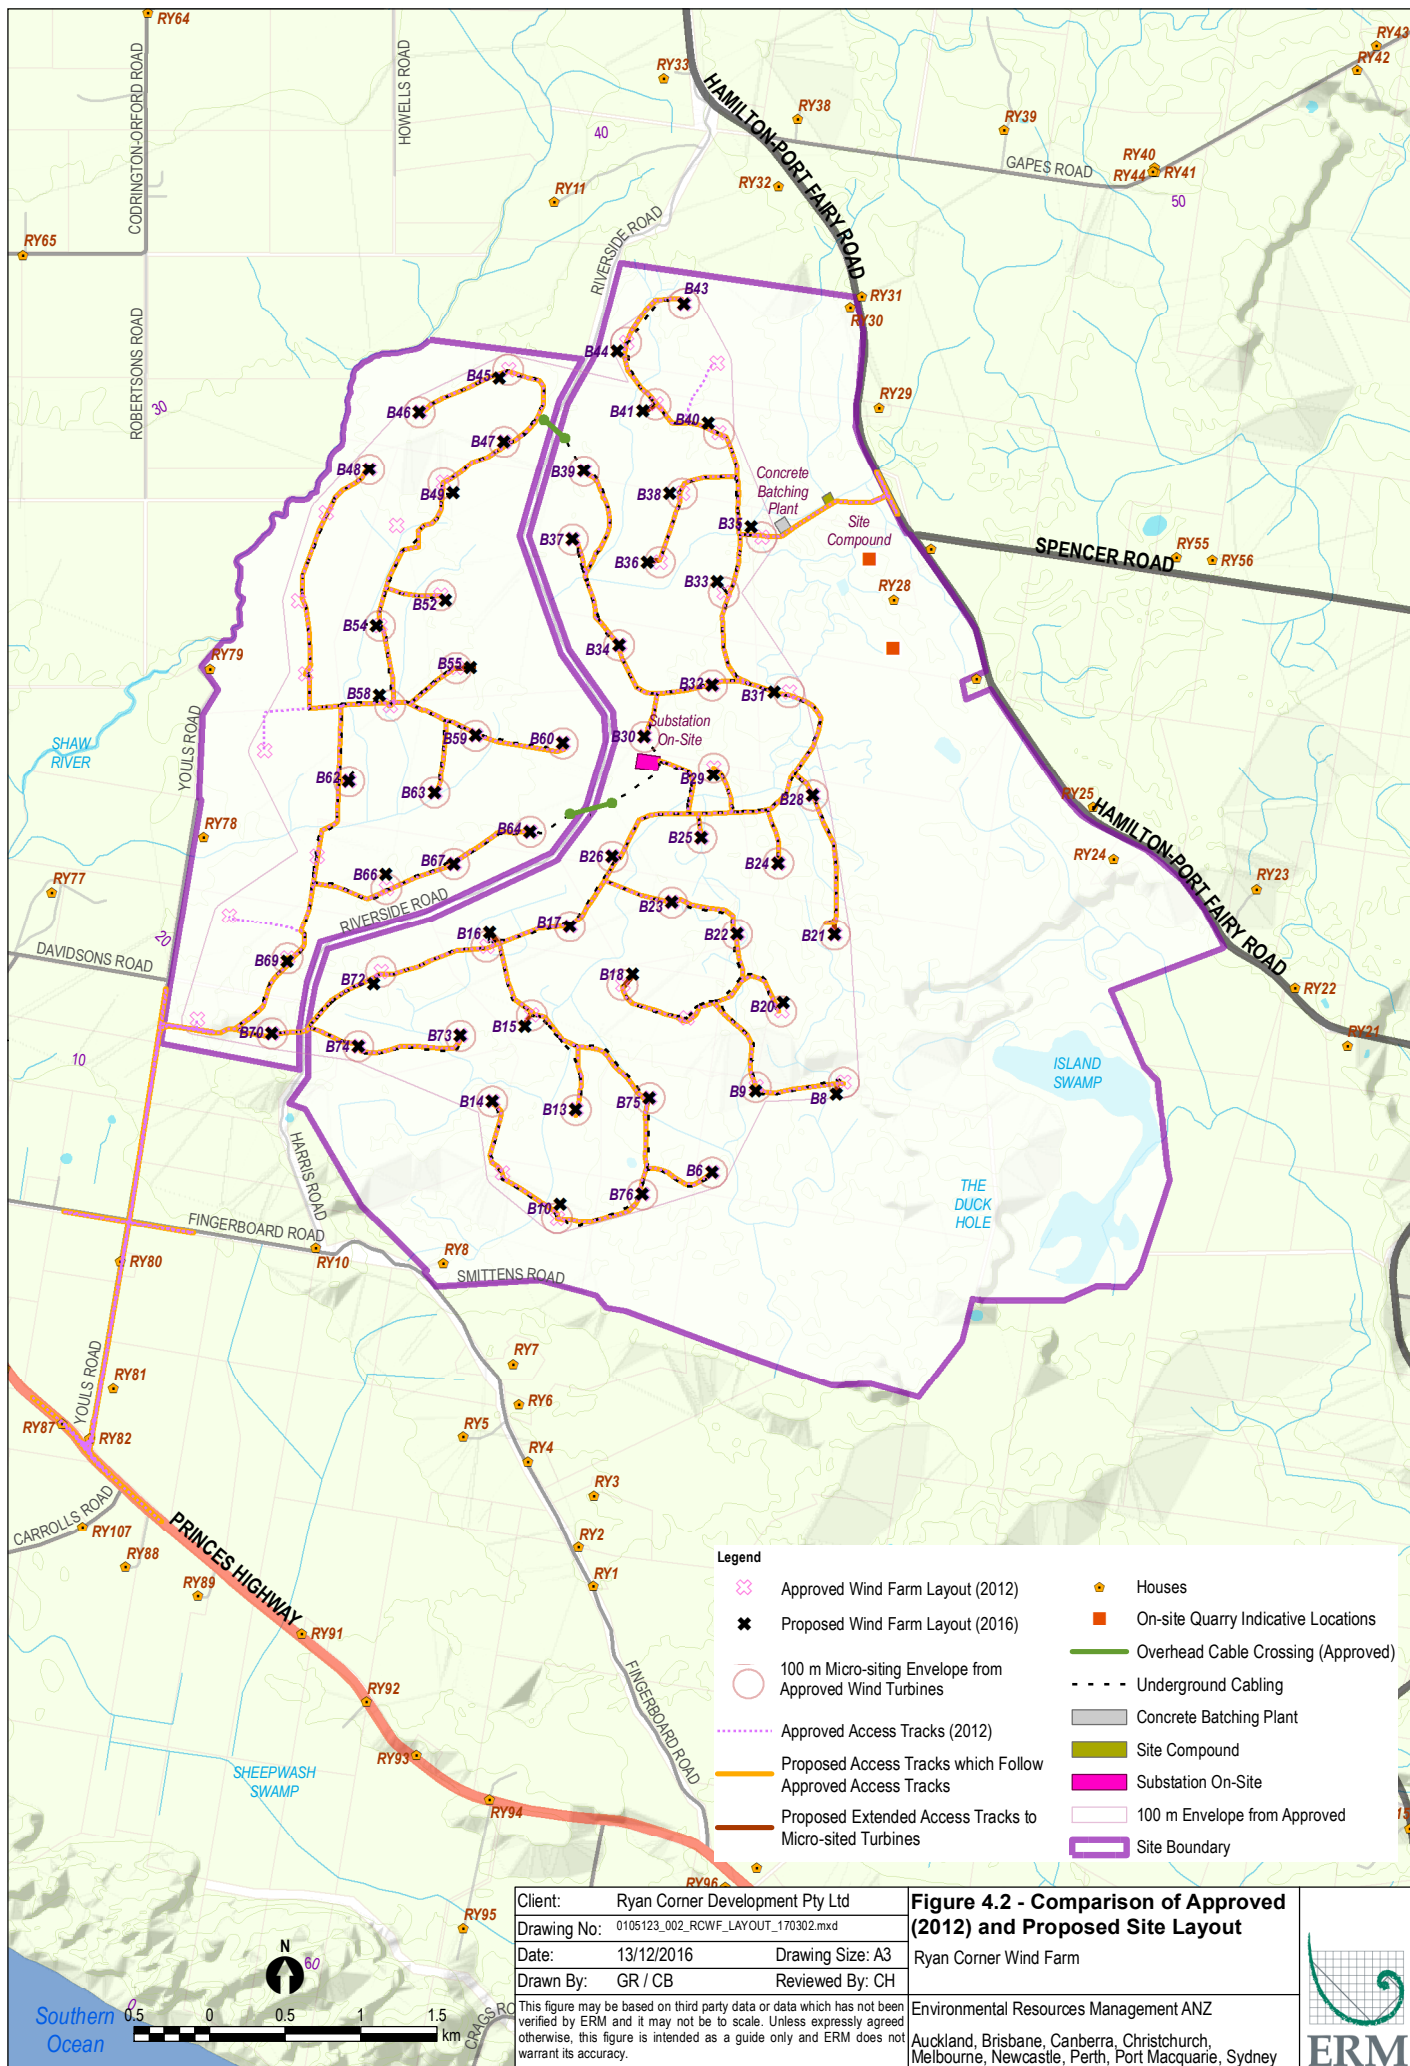 RY64
RY33
RY43
RY42
CODRINGTON-ORFORD ROAD
HOWELLS ROAD
HAMILTON-PORT FAIRY ROAD
RY38
RY39
40
GAPES ROAD
RY40
RY44
RY41
RY32
RY11
50
RIVERSIDE ROAD
RY65
RY31
RY30
B43
ROBERTSONS ROAD
B44
B45
30
B46
B41
B40
RY29
B47
B48
B39
B49
B38
Concrete
Batching
Plant
B35
Site
Compound
B37
SPENCER ROAD
RY55
RY56
B36
B33
RY28
B52
B54
B34
RY79
B55
B32
B31
B58
YOULS ROAD
SHAW
RIVER
B30
Substation
On-Site
B59
B60
B29
B62
B63
B28
RY25
HAMILTON-PORT FAIRY ROAD
RY78
B64
B25
B26
B24
RY24
B67
B66
RY77
RY23
RIVERSIDE ROAD
B23
B17
B16
B22
B21
20
DAVIDSONS ROAD
B69
B18
B72
B20
RY22
B15
B70
B73
B74
RY21
10
ISLAND
SWAMP
B14
B13
B75
B9
B8
HARRIS ROAD
B6
B76
THE
DUCK
HOLE
B10
FINGERBOARD ROAD
RY10
RY80
RY8
SMITTENS ROAD
YOULS ROAD
RY7
RY81
RY6
RY5
RY87
RY82
RY4
RY3
CARROLLS ROAD
RY107
PRINCES HIGHWAY
RY2
RY88
RY89
RY1
RY91
FINGERBOARD ROAD
RY92
RY93
SHEEPWASH
SWAMP
RY94
RY96
RY95
Legend
Approved Wind Farm Layout (2012)
Proposed Wind Farm Layout (2016)
100 m Micro-siting Envelope from
Approved Wind Turbines
Approved Access Tracks (2012)
Proposed Access Tracks which Follow
Approved Access Tracks
Proposed Extended Access Tracks to
Micro-sited Turbines
Houses
On-site Quarry Indicative Locations
Overhead Cable Crossing (Approved)
Underground Cabling
Concrete Batching Plant
Site Compound
Substation On-Site
100 m Envelope from Approved
Site Boundary
15
N
60
0
0.5 0 0.5 1 1.5
km
Southern
Ocean
CRAGS RO
Client: Ryan Corner Development Pty Ltd
Drawing No: 0105123_002_RCWF_LAYOUT_170302.mxd
Date: 13/12/2016 Drawing Size: A3
Drawn By: GR / CB Reviewed By: CH
This figure may be based on third party data or data which has not been
verified by ERM and it may not be to scale. Unless expressly agreed
otherwise, this figure is intended as a guide only and ERM does not
warrant its accuracy.
Figure 4.2 - Comparison of Approved
(2012) and Proposed Site Layout
Ryan Corner Wind Farm
Environmental Resources Management ANZ
Auckland, Brisbane, Canberra, Christchurch,
Melbourne, Newcastle, Perth, Port Macquarie, Sydney
ERM